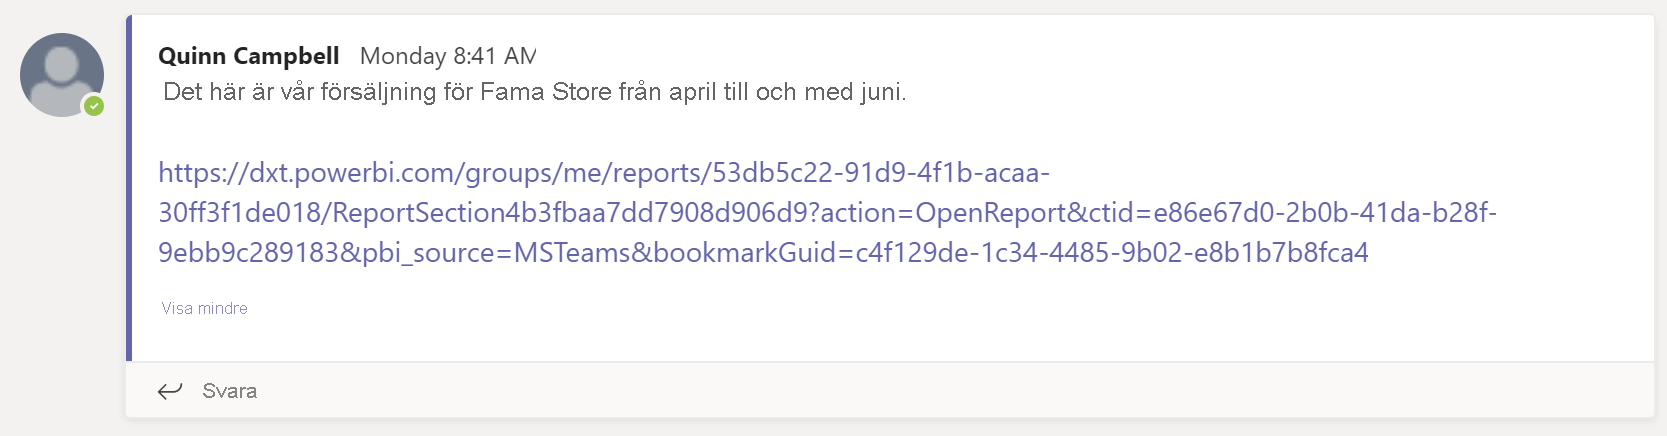 Quinn Campbell Monday 8:41 AM
Det här är vår försäljning för Fama Store från april till och med juni.
https://dxt.powerbi.com/groups/me/reports/53db5c22-91d9-4f1b-acaa-
30ff3f1de018/ReportSection4b3fbaa7dd7908d906d9?action=OpenReport&ctid=e86e67d0-2b0b-41da-b28f-
9ebb9c289183&pbi_source=MSTeams&bookmarkGuid=c4f129de-1c34-4485-9b02-e8b1b7b8fca4
Visa mindre
Svara